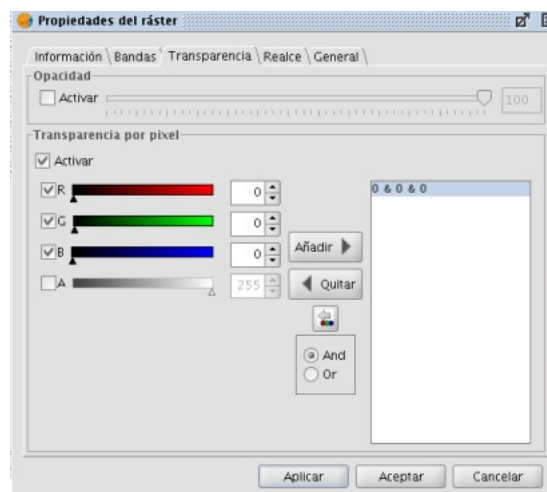 Propiedades del ráster
Información Bandas Transparencia Realce General
Opacidad
Activar 100
Transparencia por pixel
Activar
R 0
0 & 0 & 0
G 0
B 0
Añadir
A 255
Quitar
And
Or
Aplicar Aceptar Cancelar